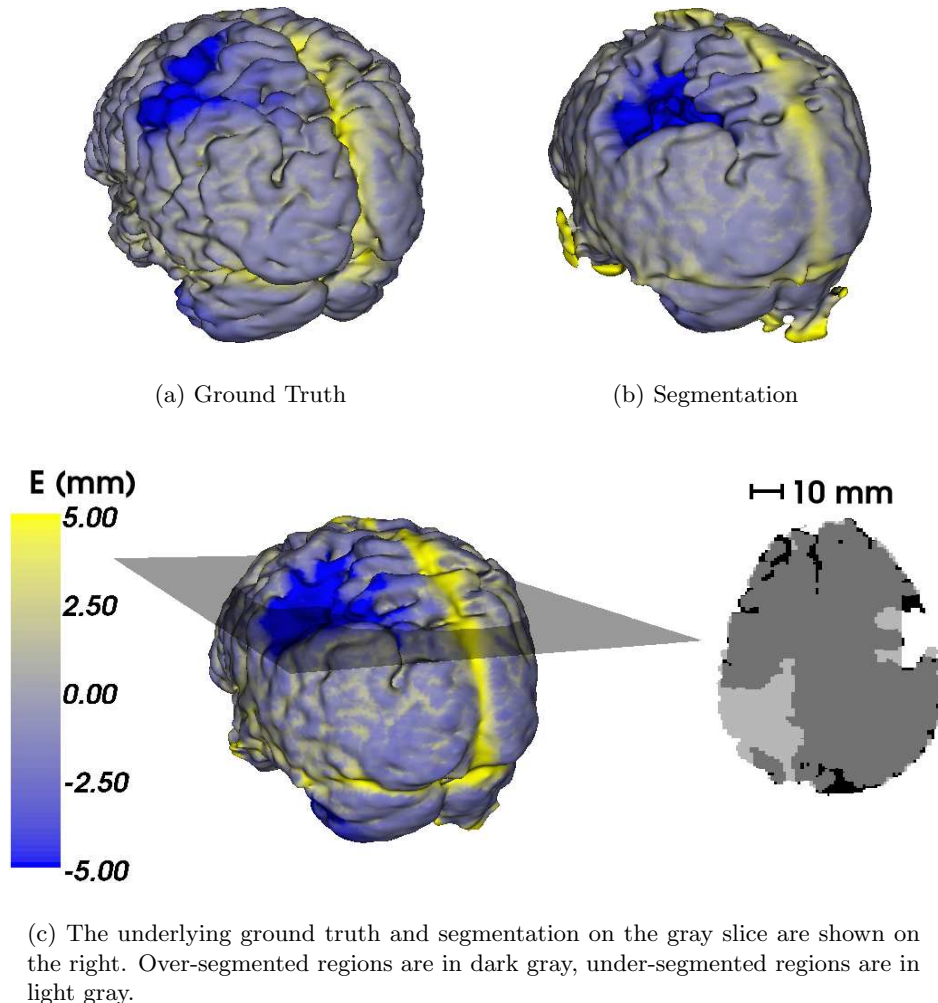 (a) Ground Truth
(b) Segmentation
E (mm)
5.00
2.50
0.00
-2.50
-5.00
10 mm
(c) The underlying ground truth and segmentation on the gray slice are shown on
the right. Over-segmented regions are in dark gray, under-segmented regions are in
light gray.